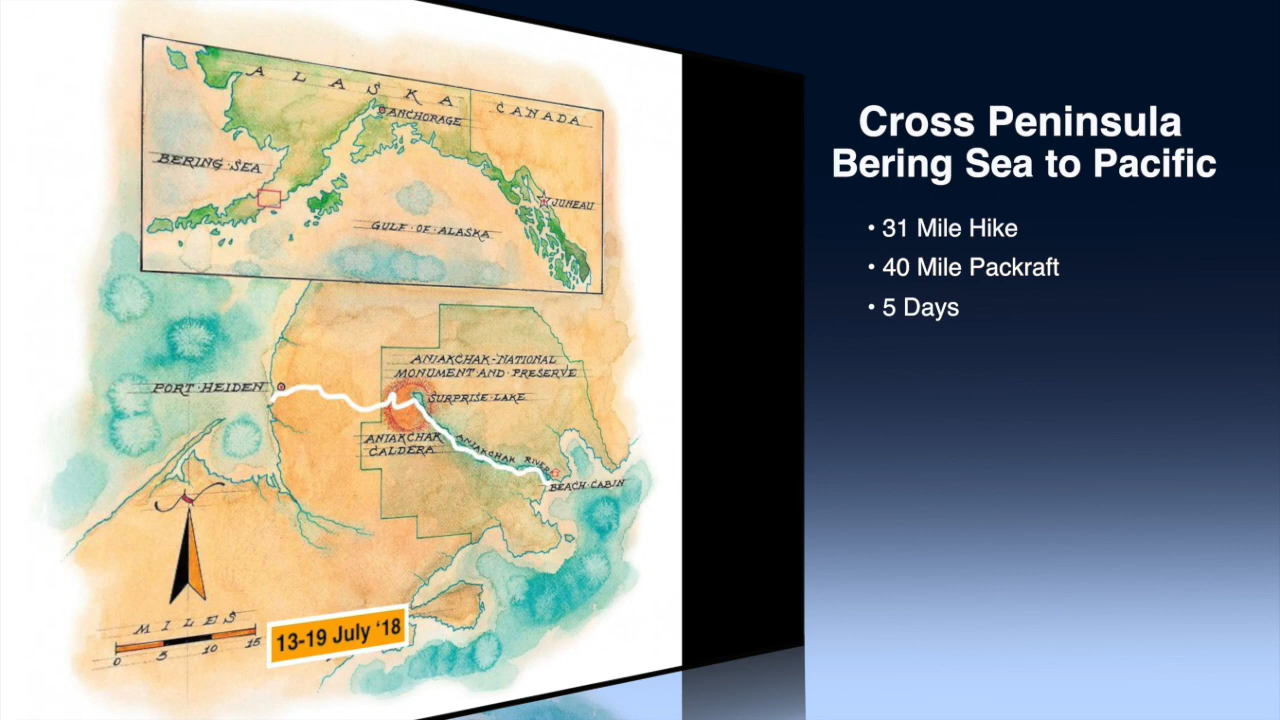 A L A S K A
CANADA
ANCHORAGE
BERING·SEA
JUNEAU
GULF·OF·ALASKA
ANIAKCHAK-NATIONAL
MONUMENT·AND·PRESERVE
PORT·HEIDEN
SURPRISE·LAKE
ANIAKCHAK
CALDERA
ANIAKCHAK RIVER
BEACH·CABIN
N
MILES
0 5 10 15
13-19 July ‘18
Cross Peninsula
Bering Sea to Pacific
• 31 Mile Hike
• 40 Mile Packraft
• 5 Days